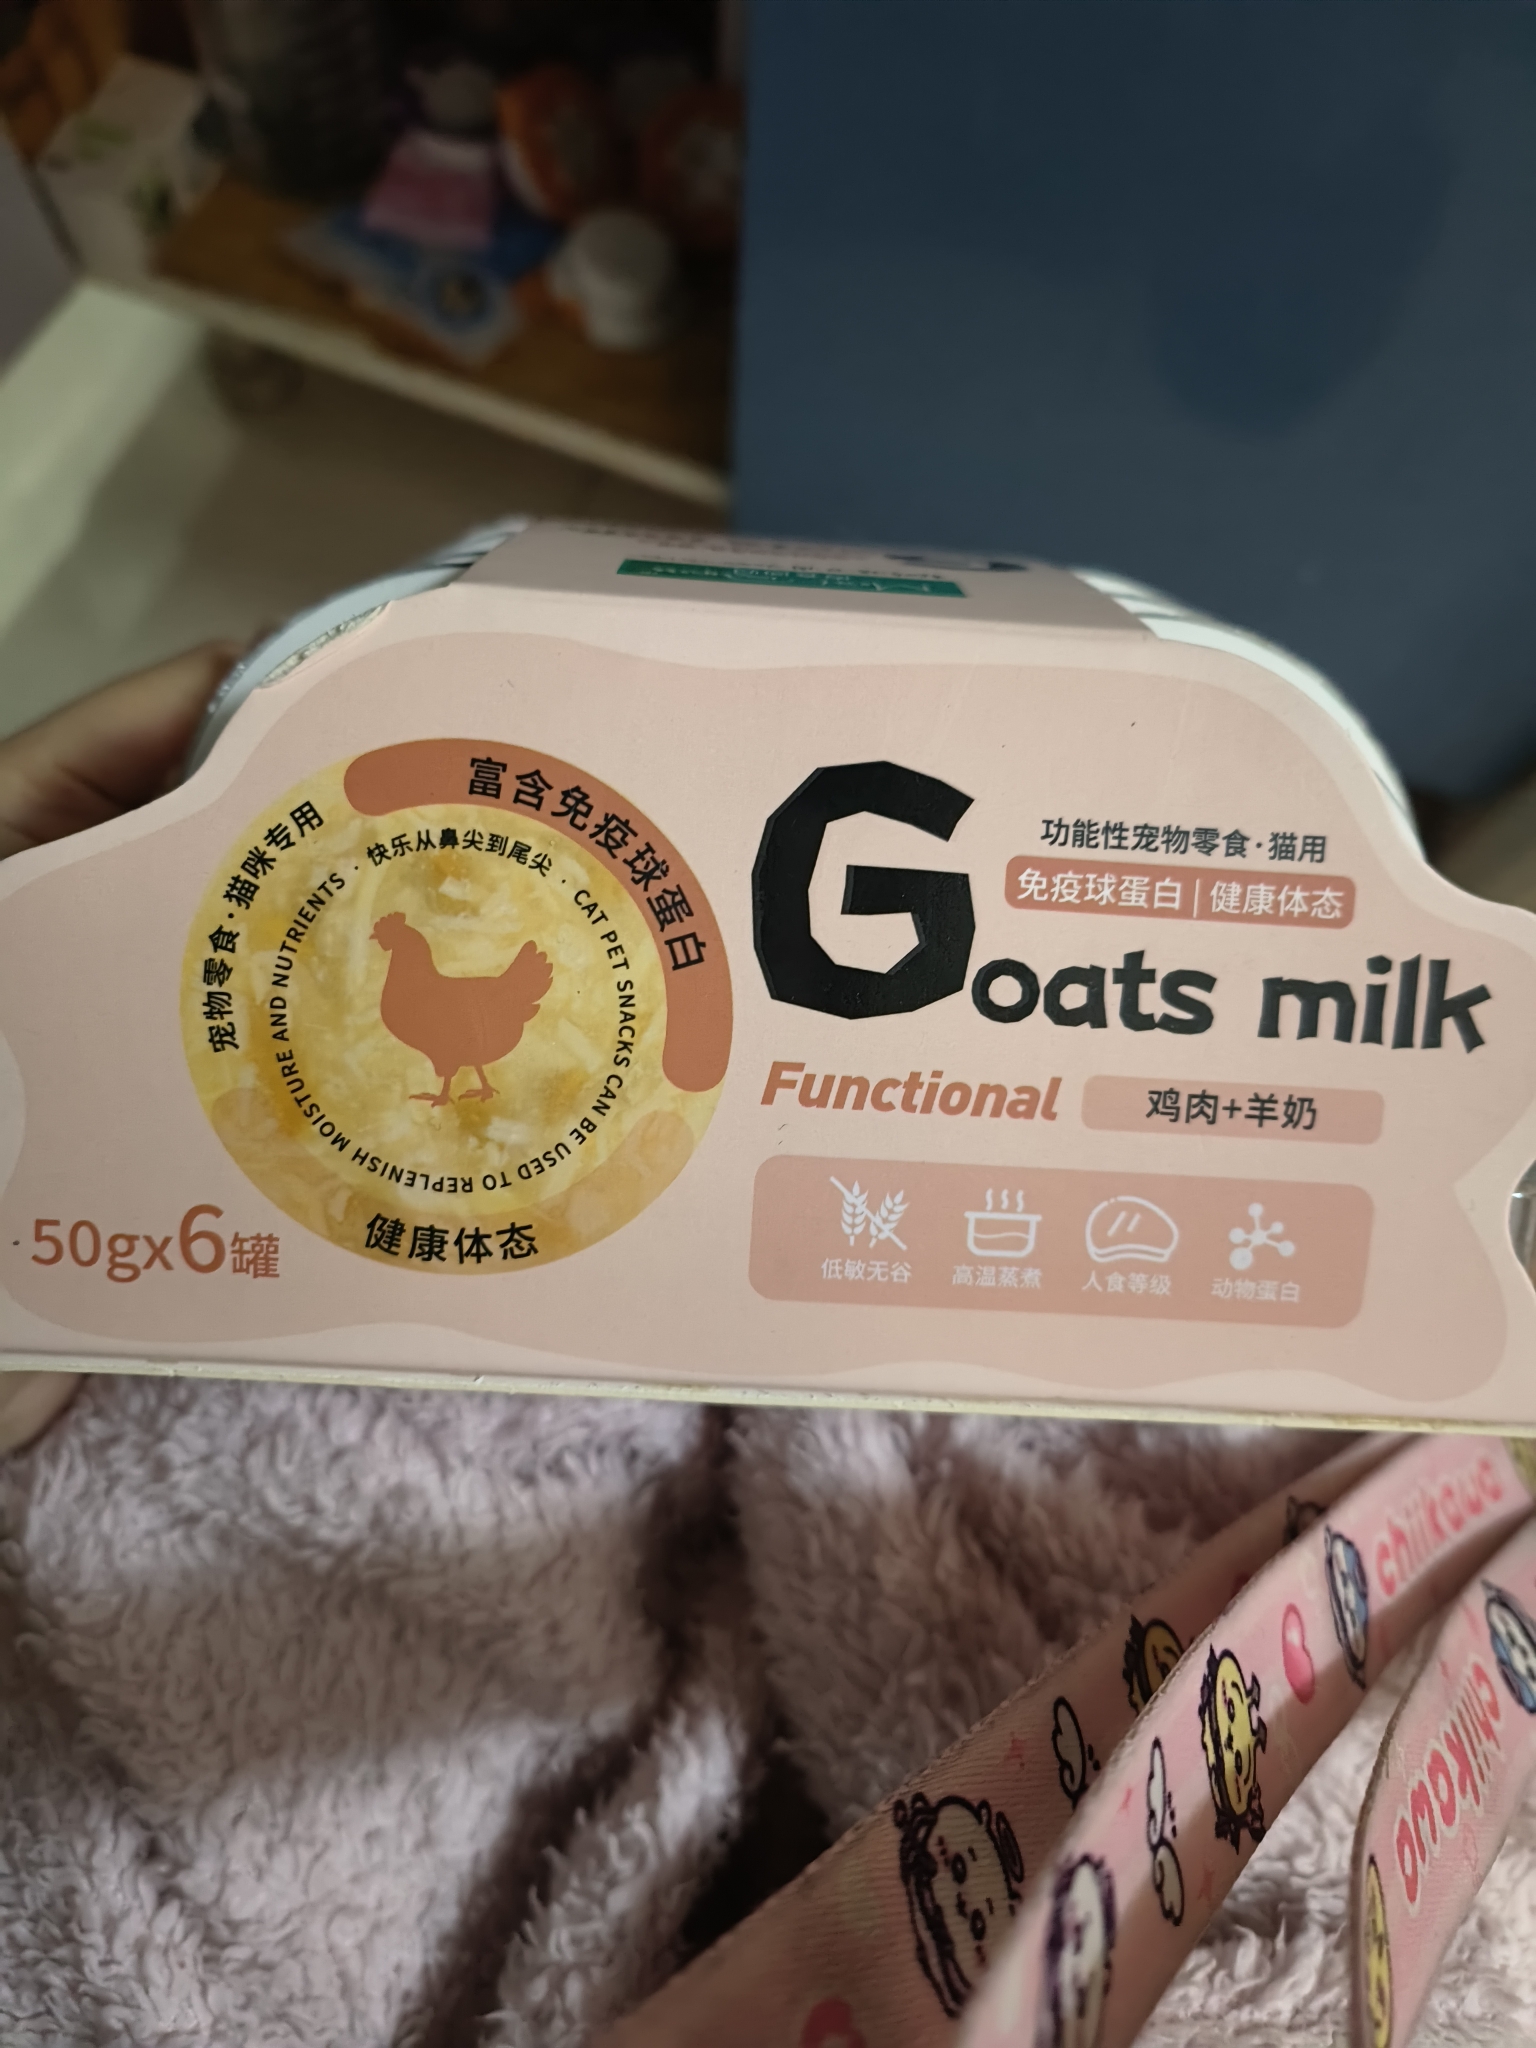 富含免疫球蛋白
宠物零食·猫咪专用
快乐从鼻尖到尾尖 · CAT PET SNACKS CAN BE USED TO REPLENISH MOISTURE AND NUTRIENTS ·
健康体态
50gx6罐
功能性宠物零食·猫用
免疫球蛋白|健康体态
Goats milk
Functional
鸡肉+羊奶
低敏无谷
高温蒸煮
人食等级
动物蛋白
chiikawa
chiikawa